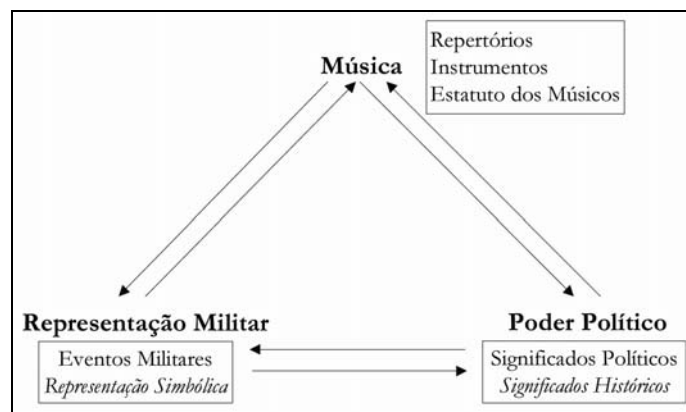 Música
Repertórios
Instrumentos
Estatuto dos Músicos
Representação Militar
Eventos Militares
Representação Simbólica
Poder Político
Significados Políticos
Significados Históricos